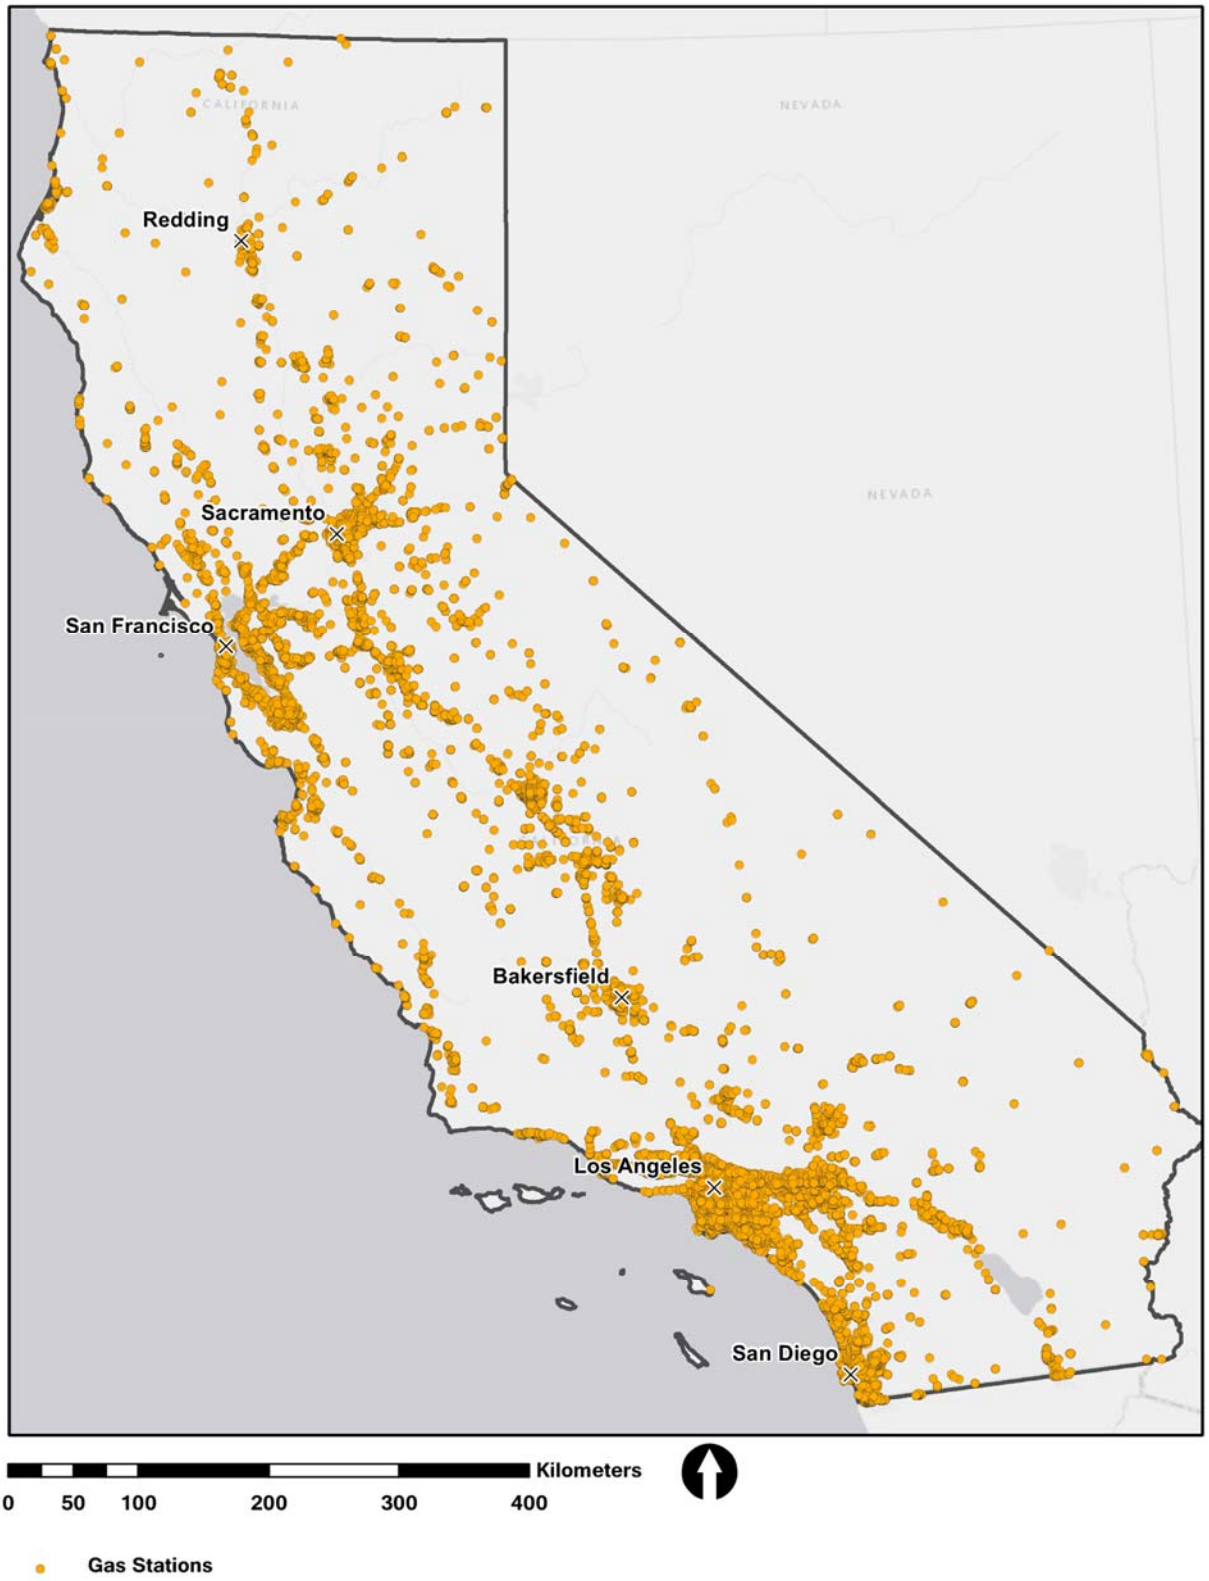 CALIFORNIA
NEVADA
Redding
NEVADA
Sacramento
San Francisco
CALIFORNIA
Bakersfield
Los Angeles
San Diego
Kilometers
0 50 100 200 300 400
Gas Stations